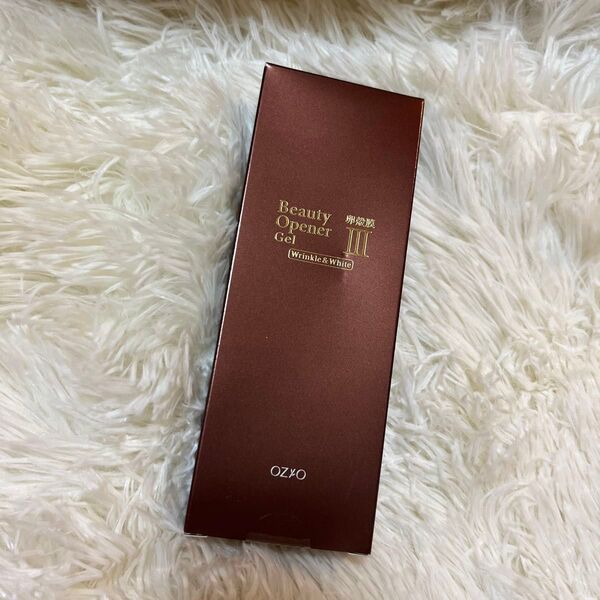 Beauty
Opener
Gel
卵殻膜
III
Wrinkle & White
OZIO